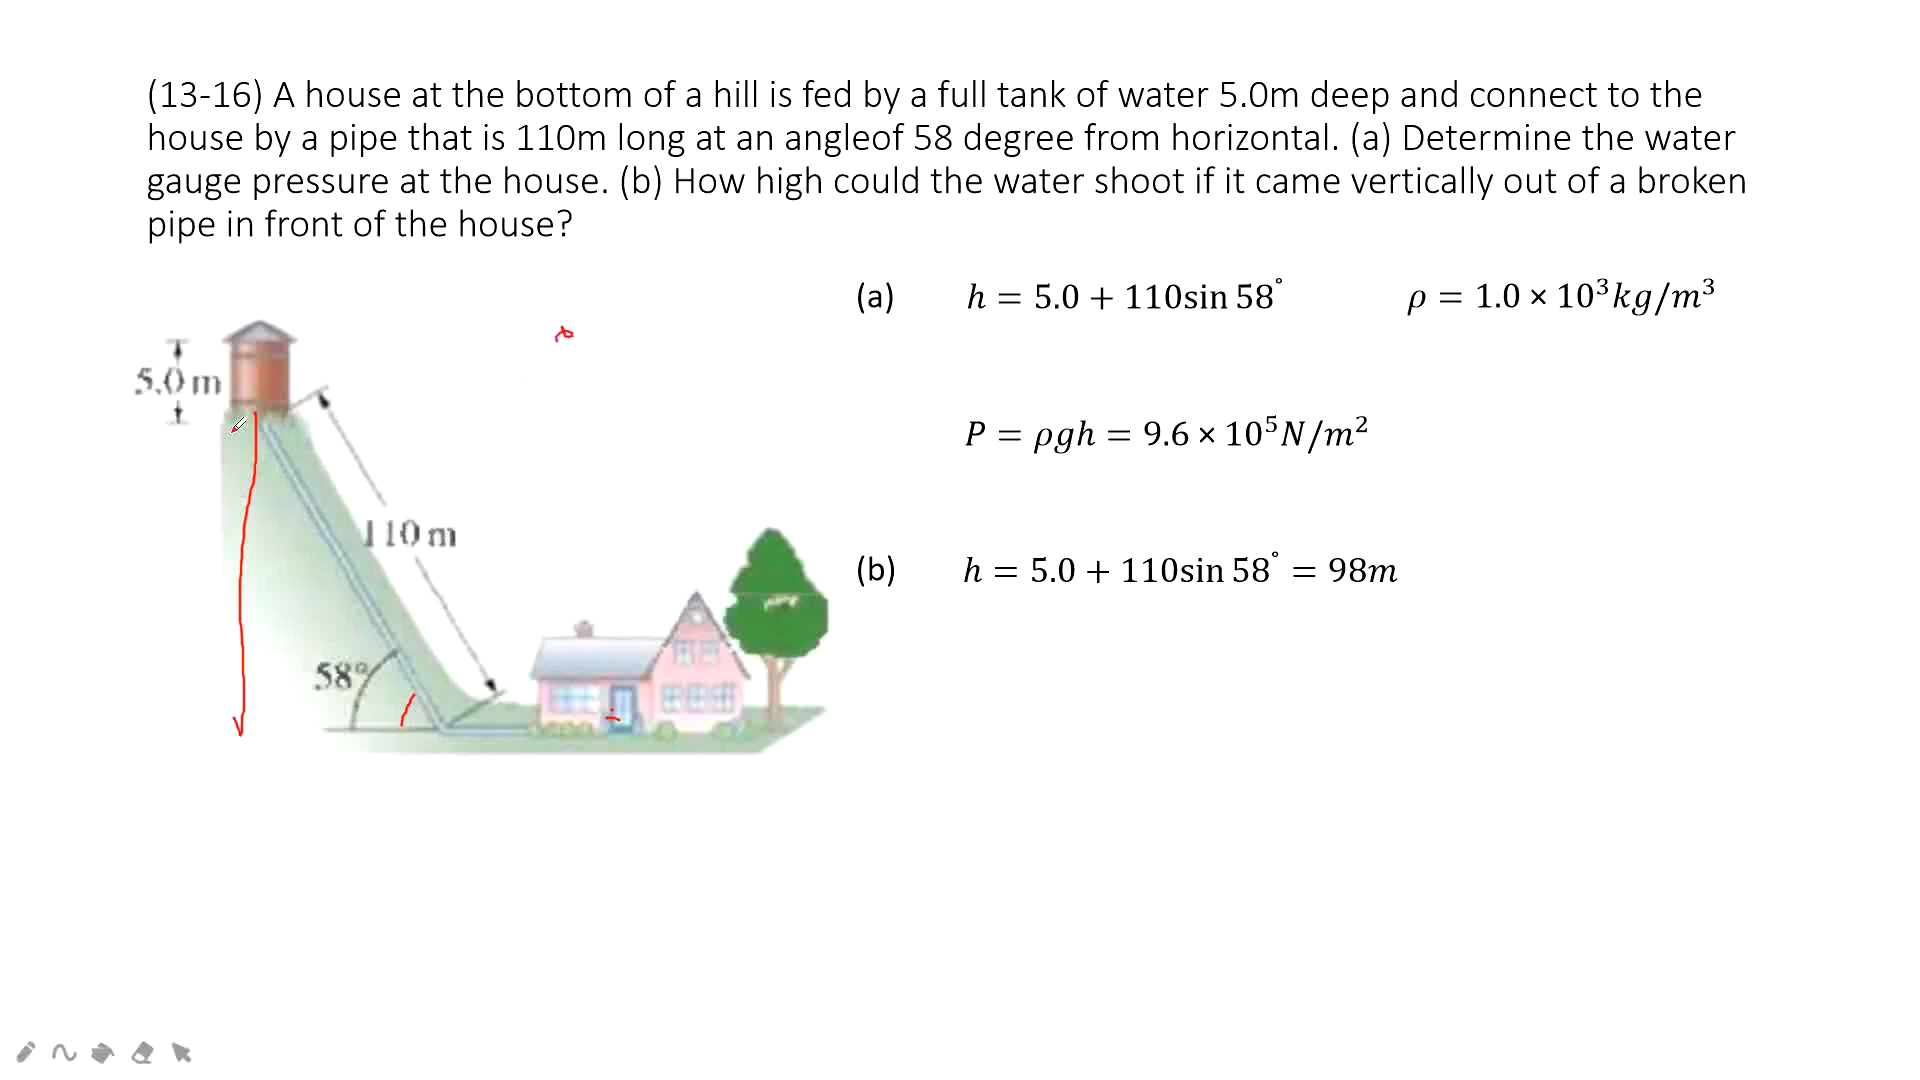 (13-16) A house at the bottom of a hill is fed by a full tank of water 5.0m deep and connect to the
house by a pipe that is 110m long at an angleof 58 degree from horizontal. (a) Determine the water
gauge pressure at the house. (b) How high could the water shoot if it came vertically out of a broken
pipe in front of the house?
(a) h = 5.0 + 110sin 58° ρ = 1.0 × 10³kg/m³
5.0 m
P = ρgh = 9.6 × 10⁵N/m²
110 m
(b) h = 5.0 + 110sin 58° = 98m
58°